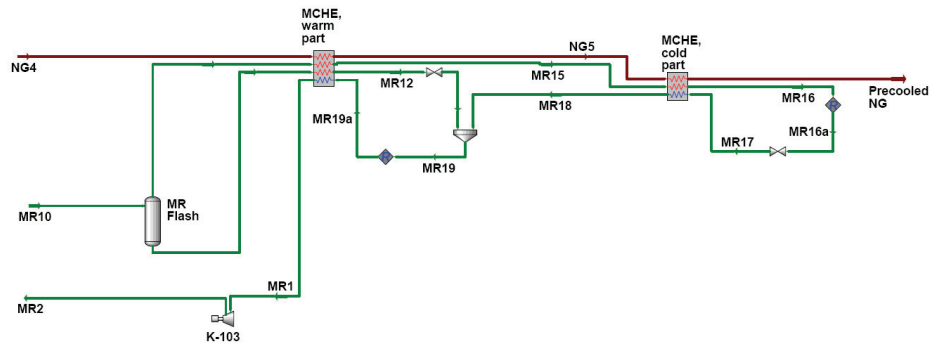 MCHE,
warm
part
NG4
NG5
MCHE,
cold
part
MR15
MR12
MR16
Precooled
NG
MR18
MR19a
R
R
MR16a
MR17
MR19
MR10
MR
Flash
MR1
MR2
K-103